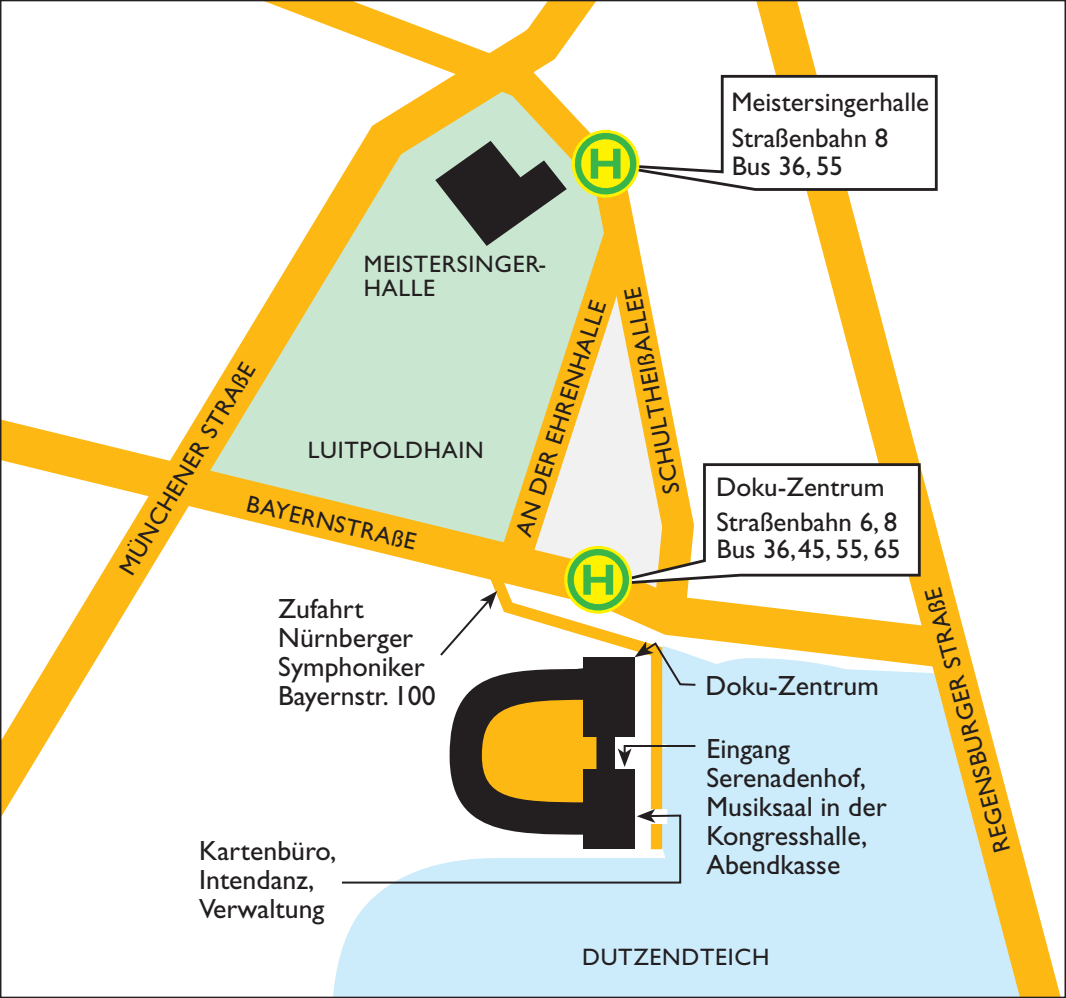 Meistersingerhalle
Straßenbahn 8
Bus 36, 55
H
MEISTERSINGER-
HALLE
MÜNCHENER STRAßE
LUITPOLDHAIN
AN DER EHRENHALLE
SCHULTHEIßALLEE
BAYERNSTRAßE
Doku-Zentrum
Straßenbahn 6, 8
Bus 36, 45, 55, 65
H
Zufahrt
Nürnberger
Symphoniker
Bayernstr. 100
Doku-Zentrum
REGENSBURGER STRAßE
Eingang
Serenadenhof,
Musiksaal in der
Kongresshalle,
Abendkasse
Kartenbüro,
Intendanz,
Verwaltung
DUTZENDTEICH